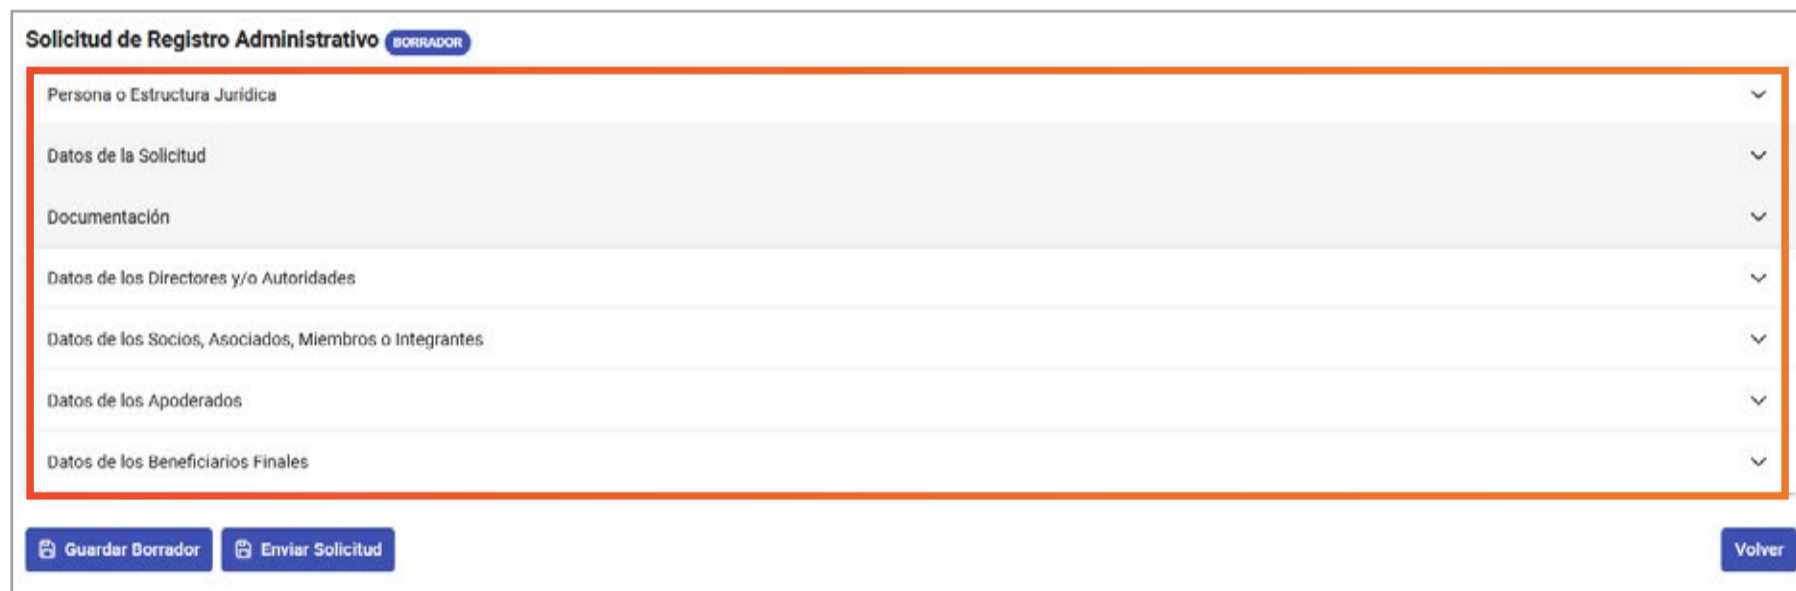 Solicitud de Registro Administrativo BORRADOR
Persona o Estructura Jurídica
Datos de la Solicitud
Documentación
Datos de los Directores y/o Autoridades
Datos de los Socios, Asociados, Miembros o Integrantes
Datos de los Apoderados
Datos de los Beneficiarios Finales
Guardar Borrador Enviar Solicitud Volver